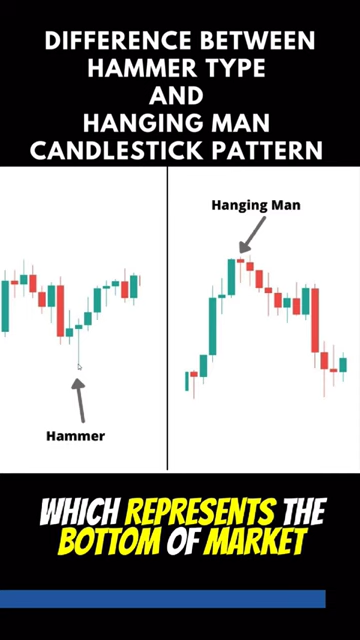 DIFFERENCE BETWEEN
HAMMER TYPE
AND
HANGING MAN
CANDLESTICK PATTERN
Hanging Man
Hammer
WHICH REPRESENTS THE
BOTTOM OF MARKET